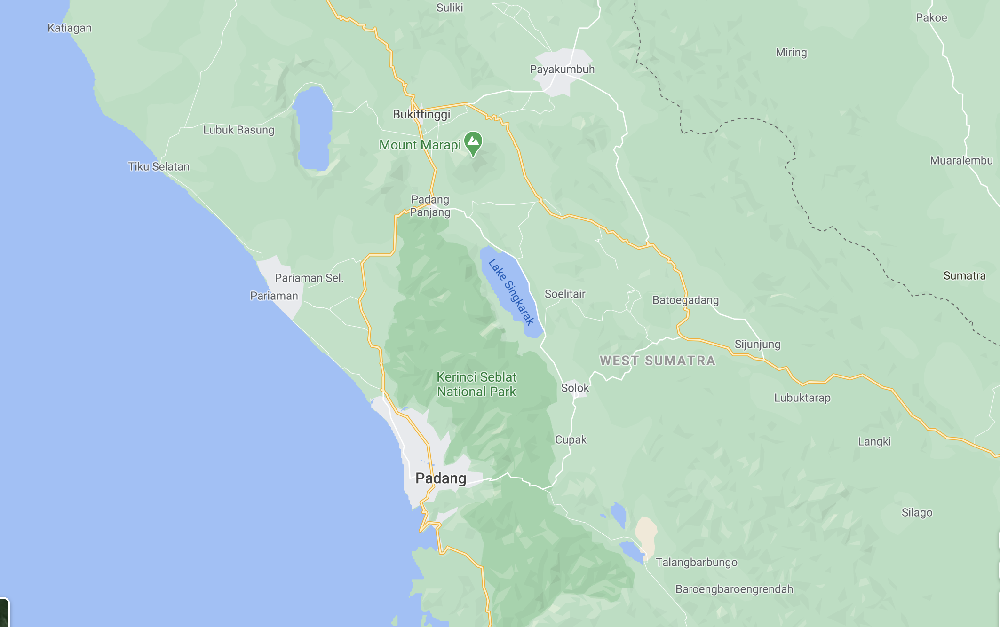 Suliki
Pakoe
Katiagan
Miring
Payakumbuh
Bukittinggi
Lubuk Basung
Mount Marapi
Muaralembu
Tiku Selatan
Padang
Panjang
Lake Singkarak
Sumatra
Pariaman Sel.
Pariaman
Soelitair
Batoegadang
Sijunjung
WEST SUMATRA
Kerinci Seblat
National Park
Solok
Lubuktarap
Cupak
Langki
Padang
Silago
Talangbarbungo
Baroengbaroengrendah